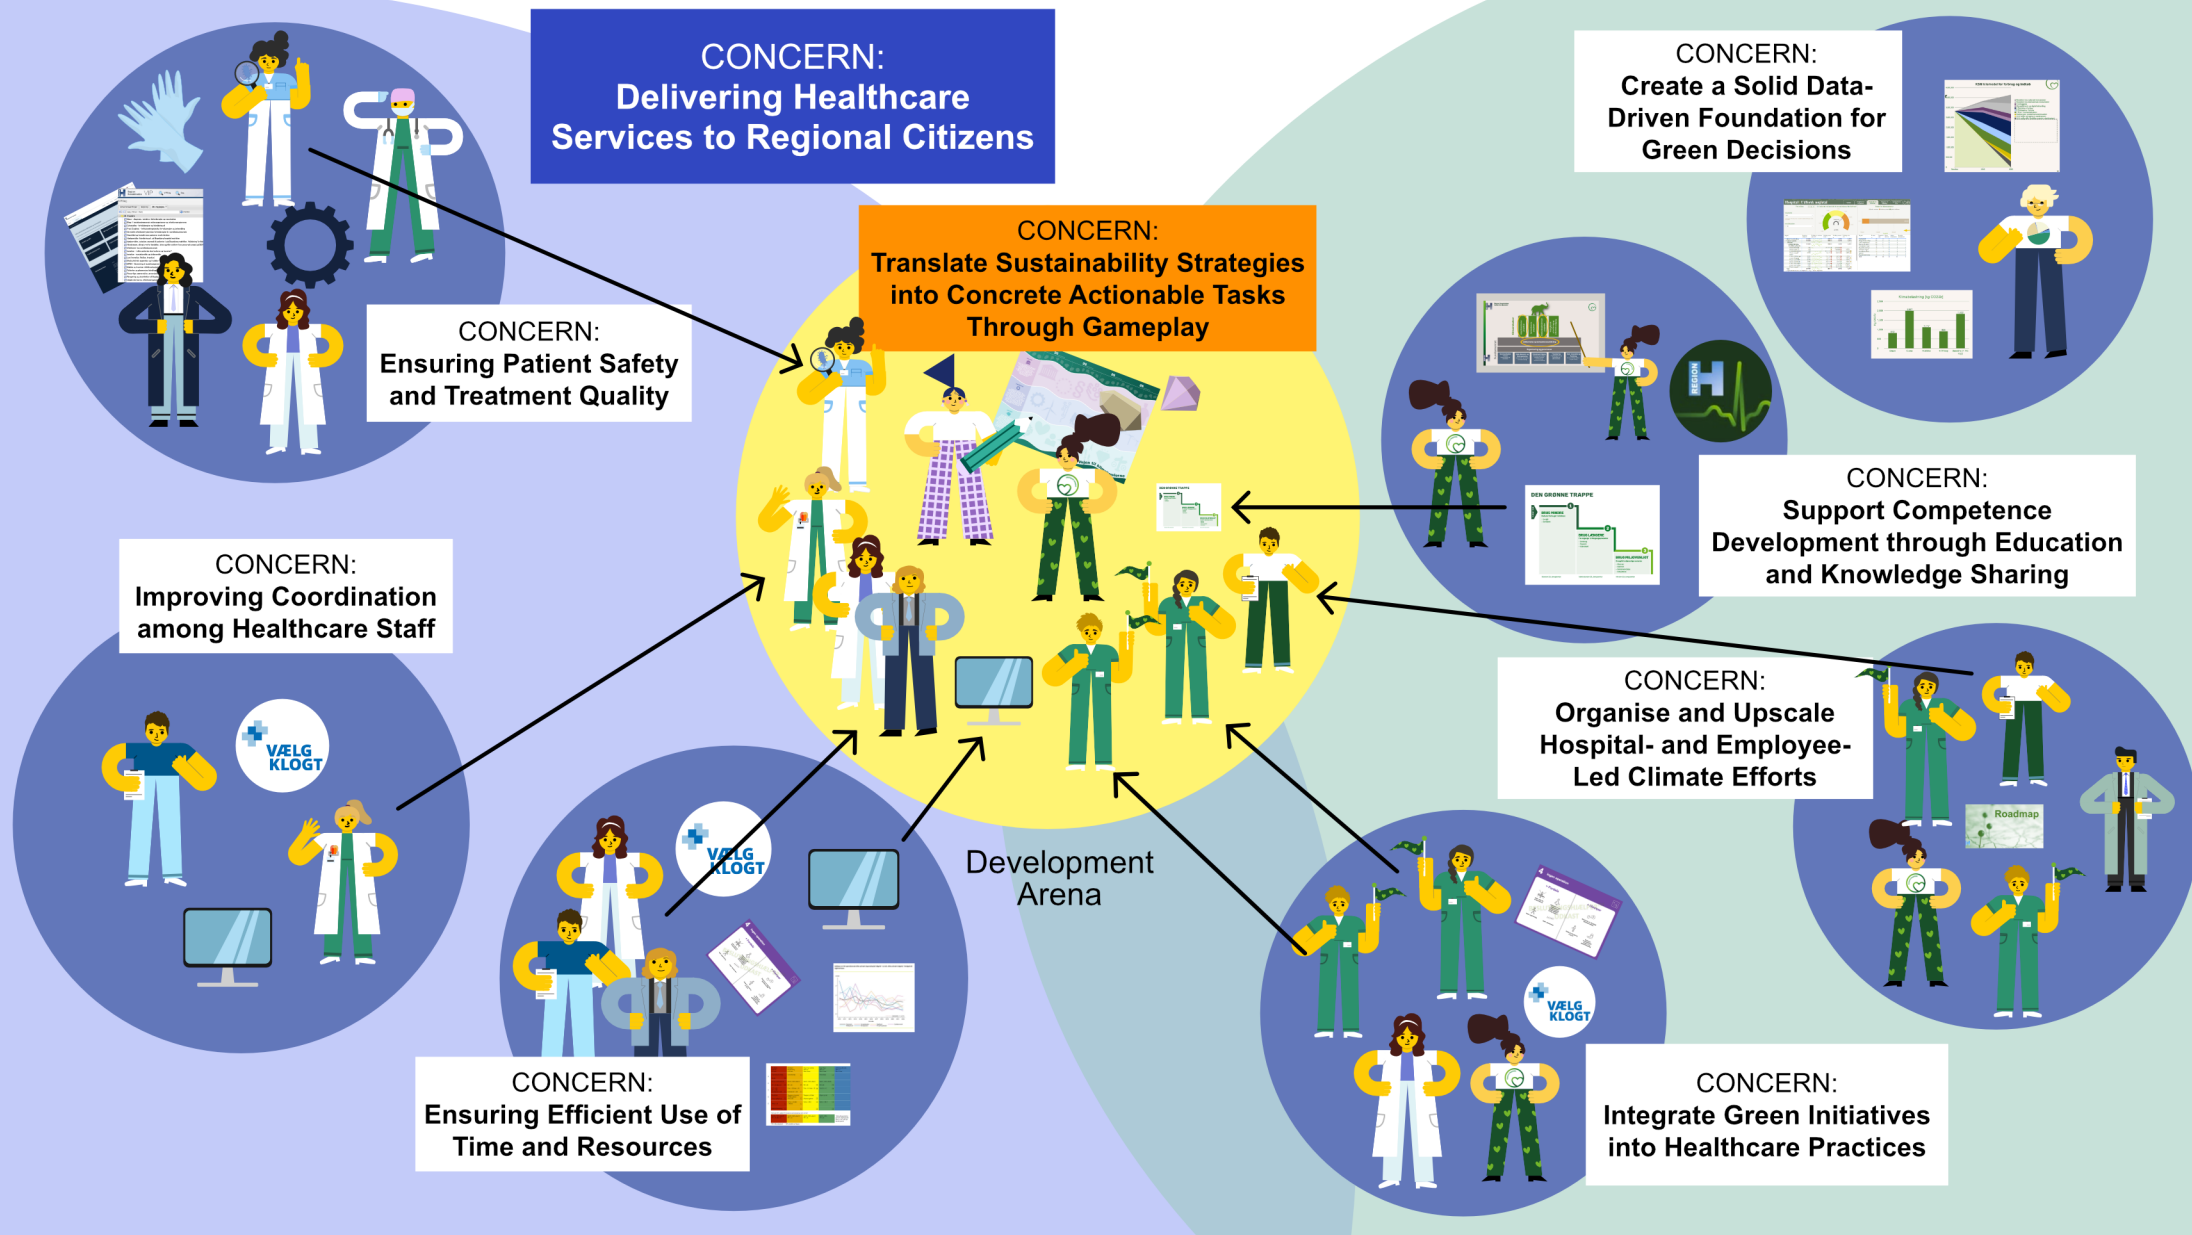 CONCERN:
Delivering Healthcare
Services to Regional Citizens
CONCERN:
Create a Solid Data-
Driven Foundation for
Green Decisions
CONCERN:
Translate Sustainability Strategies
into Concrete Actionable Tasks
Through Gameplay
CONCERN:
Ensuring Patient Safety
and Treatment Quality
REGION
H
CONCERN:
Support Competence
Development through Education
and Knowledge Sharing
DEN GRØNNE TRAPPE
CONCERN:
Improving Coordination
among Healthcare Staff
VÆLG
KLOGT
CONCERN:
Organise and Upscale
Hospital- and Employee-
Led Climate Efforts
Roadmap
VÆLG
KLOGT
Development
Arena
VÆLG
KLOGT
CONCERN:
Ensuring Efficient Use of
Time and Resources
CONCERN:
Integrate Green Initiatives
into Healthcare Practices